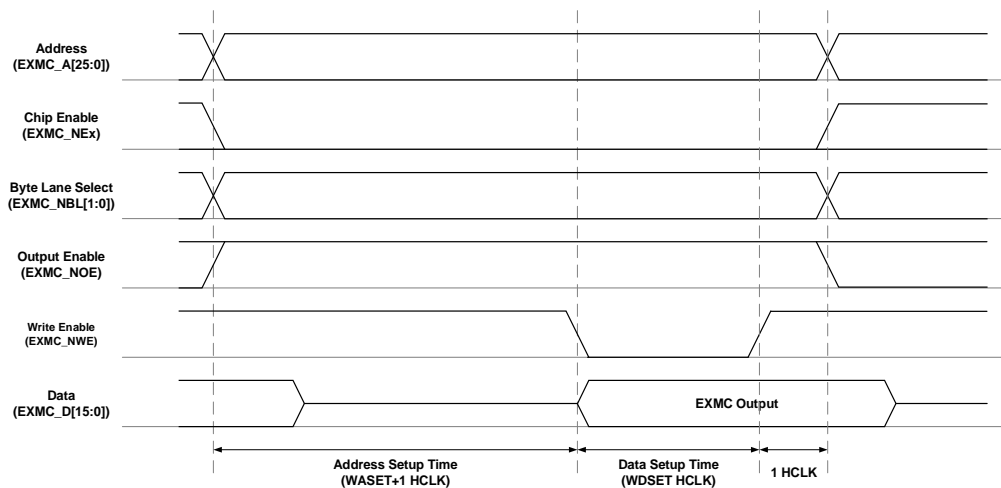 Address
(EXMC_A[25:0])
Chip Enable
(EXMC_NEx)
Byte Lane Select
(EXMC_NBL[1:0])
Output Enable
(EXMC_NOE)
Write Enable
(EXMC_NWE)
Data
(EXMC_D[15:0])
EXMC Output
Address Setup Time
(WASET+1 HCLK)
Data Setup Time
(WDSET HCLK)
1 HCLK